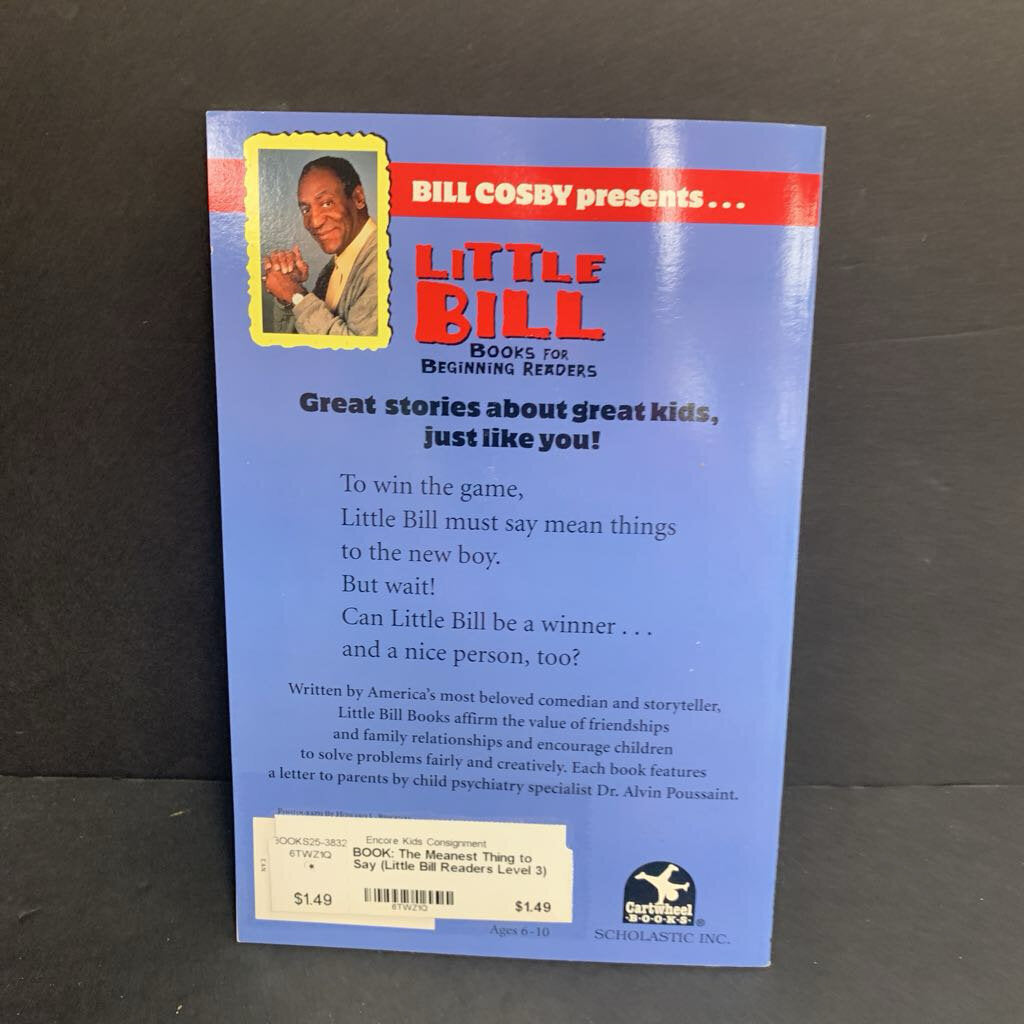 BILL COSBY presents...
LITTLE
BILL
BOOKS FOR
BEGINNING READERS
Great stories about great kids,
just like you!
To win the game,
Little Bill must say mean things
to the new boy.
But wait!
Can Little Bill be a winner . . .
and a nice person, too?
Written by America's most beloved comedian and storyteller,
Little Bill Books affirm the value of friendships
and family relationships and encourage children
to solve problems fairly and creatively. Each book features
a letter to parents by child psychiatry specialist Dr. Alvin Poussaint.
PHOTOGRAPH BY
BOOKS25-3832
6TWZ1Q
Encore Kids Consignment
BOOK: The Meanest Thing to
Say (Little Bill Readers Level 3)
$1.49
6TWZ1Q
$1.49
Ages 6-10
Cartwheel
·B·O·O·K·S· ®
SCHOLASTIC INC.